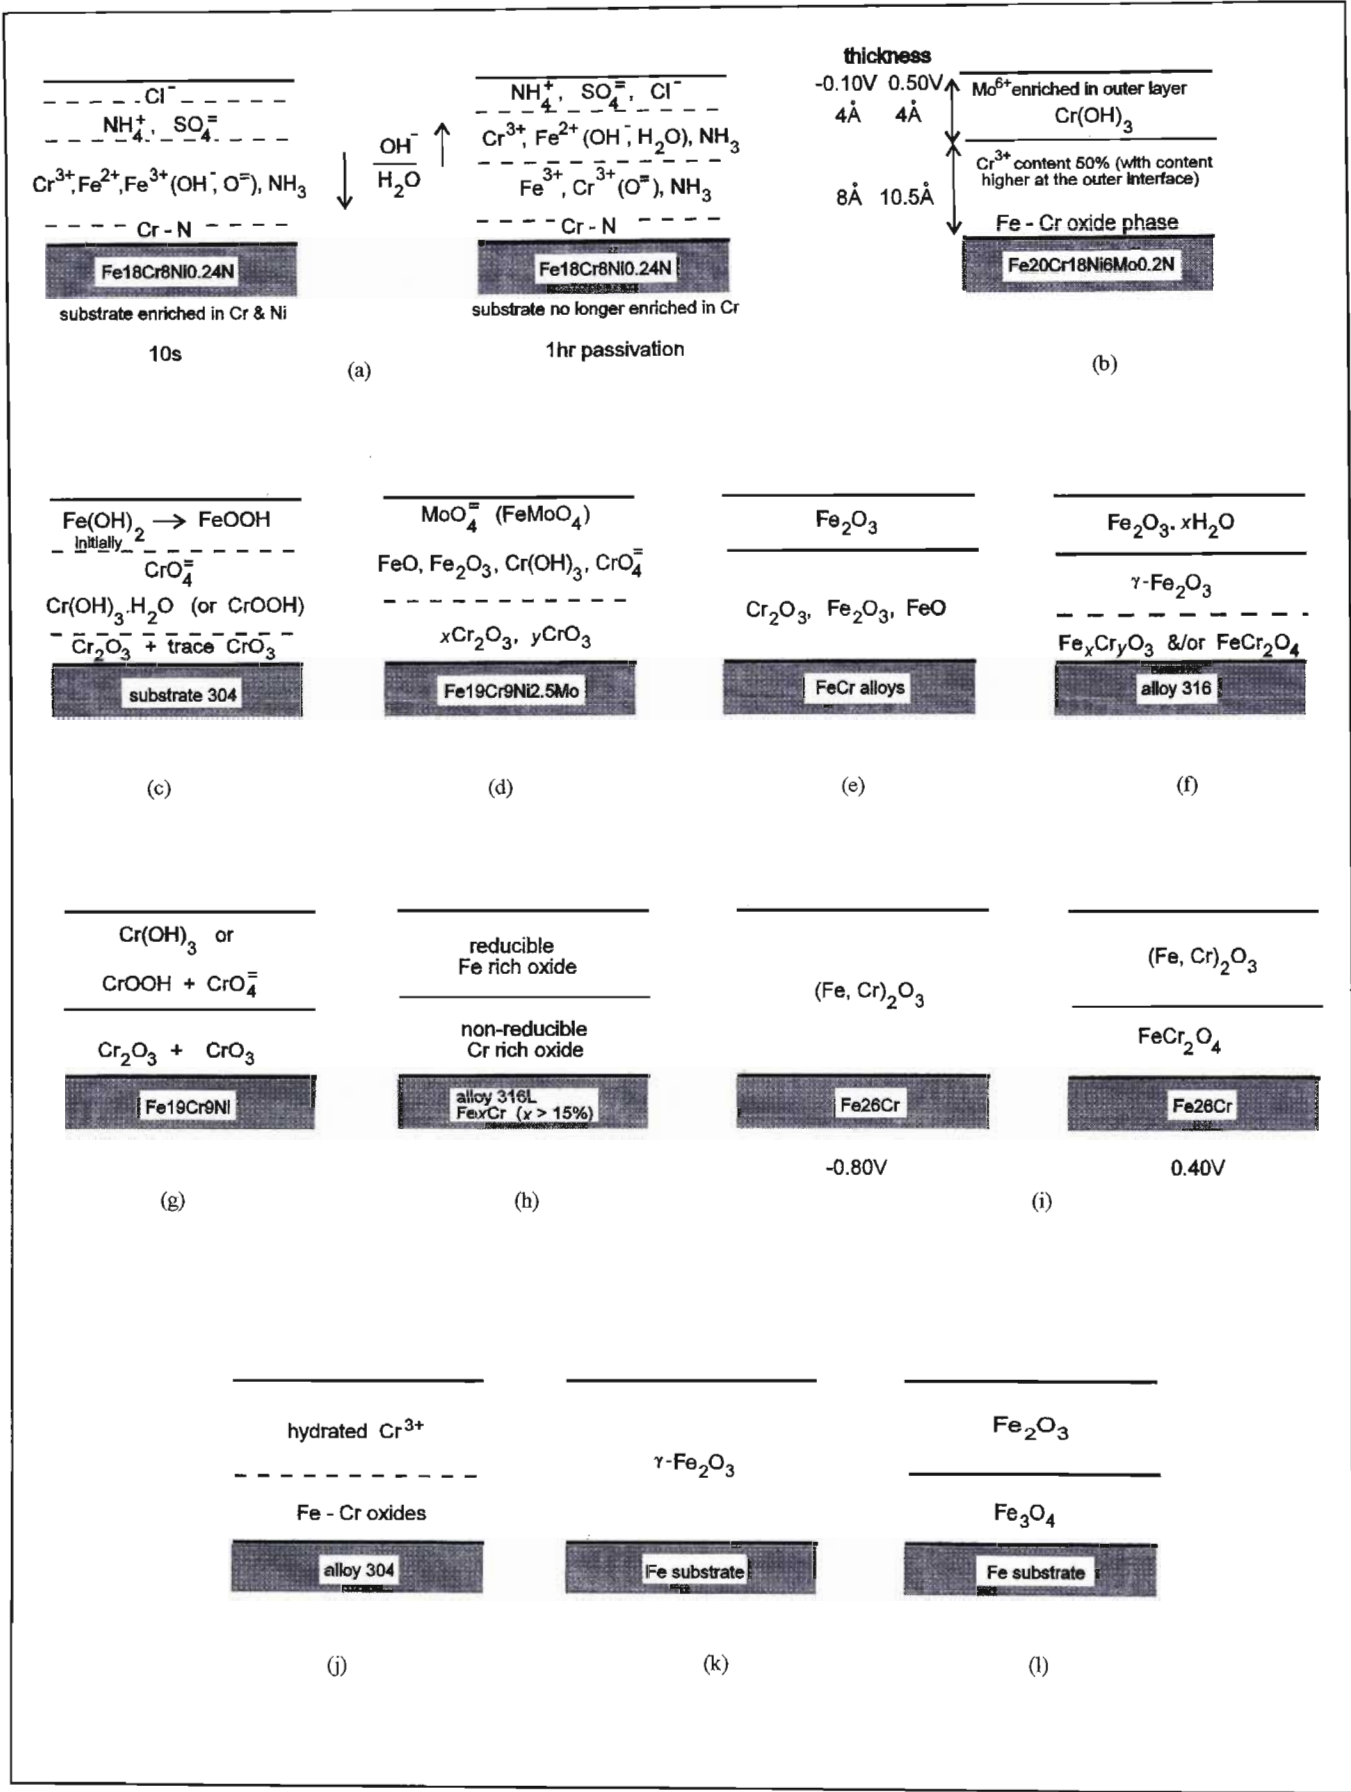 Cl⁻
NH₄⁺, SO₄⁼
Cr³⁺,Fe²⁺,Fe³⁺(OH⁻, O⁼), NH₃
Cr - N
Fe18Cr8Ni0.24N
substrate enriched in Cr & Ni
10s
OH⁻
H₂O
NH₄⁺, SO₄⁼, Cl⁻
Cr³⁺, Fe²⁺ (OH⁻, H₂O), NH₃
Fe³⁺, Cr³⁺(O⁼), NH₃
Cr - N
Fe18Cr8Ni0.24N
substrate no longer enriched in Cr
1hr passivation
(a)
thickness
-0.10V 0.50V
4Å 4Å
8Å 10.5Å
Mo⁶⁺ enriched in outer layer
Cr(OH)₃
Cr³⁺ content 50% (with content
higher at the outer interface)
Fe - Cr oxide phase
Fe20Cr18Ni6Mo0.2N
(b)
Fe(OH)₂ → FeOOH
initially
CrO₄⁼
Cr(OH)₃.H₂O (or CrOOH)
Cr₂O₃ + trace CrO₃
substrate 304
(c)
MoO₄⁼ (FeMoO₄)
FeO, Fe₂O₃, Cr(OH)₃, CrO₄⁼
xCr₂O₃, yCrO₃
Fe19Cr9Ni2.5Mo
(d)
Fe₂O₃
Cr₂O₃, Fe₂O₃, FeO
FeCr alloys
(e)
Fe₂O₃. xH₂O
γ-Fe₂O₃
FeₓCrᵧO₃ &/or FeCr₂O₄
alloy 316
(f)
Cr(OH)₃ or
CrOOH + CrO₄⁼
Cr₂O₃ + CrO₃
Fe19Cr9Ni
(g)
reducible
Fe rich oxide
non-reducible
Cr rich oxide
alloy 316L
FexCr (x > 15%)
(h)
(Fe, Cr)₂O₃
Fe26Cr
-0.80V
(Fe, Cr)₂O₃
FeCr₂O₄
Fe26Cr
0.40V
(i)
hydrated Cr³⁺
Fe - Cr oxides
alloy 304
(j)
γ-Fe₂O₃
Fe substrate
(k)
Fe₂O₃
Fe₃O₄
Fe substrate
(l)